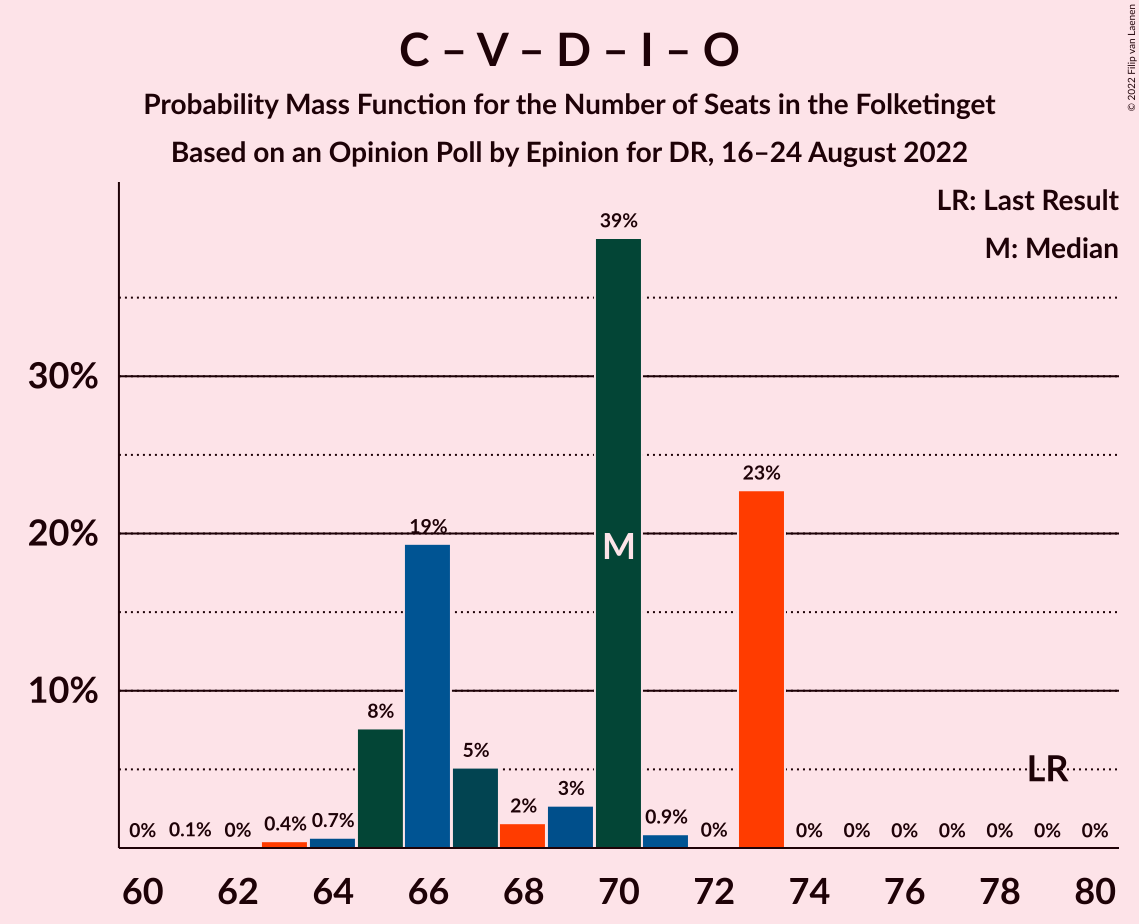 C – V – D – I – O
Probability Mass Function for the Number of Seats in the Folketinget
Based on an Opinion Poll by Epinion for DR, 16–24 August 2022
© 2022 Filip van Laenen
LR: Last Result
M: Median
39%
30%
23%
20%
19%
M
10%
8%
5%
LR
3%
2%
0% 0.1% 0% 0.4% 0.7% 0.9% 0% 0% 0% 0% 0% 0% 0% 0%
60 62 64 66 68 70 72 74 76 78 80